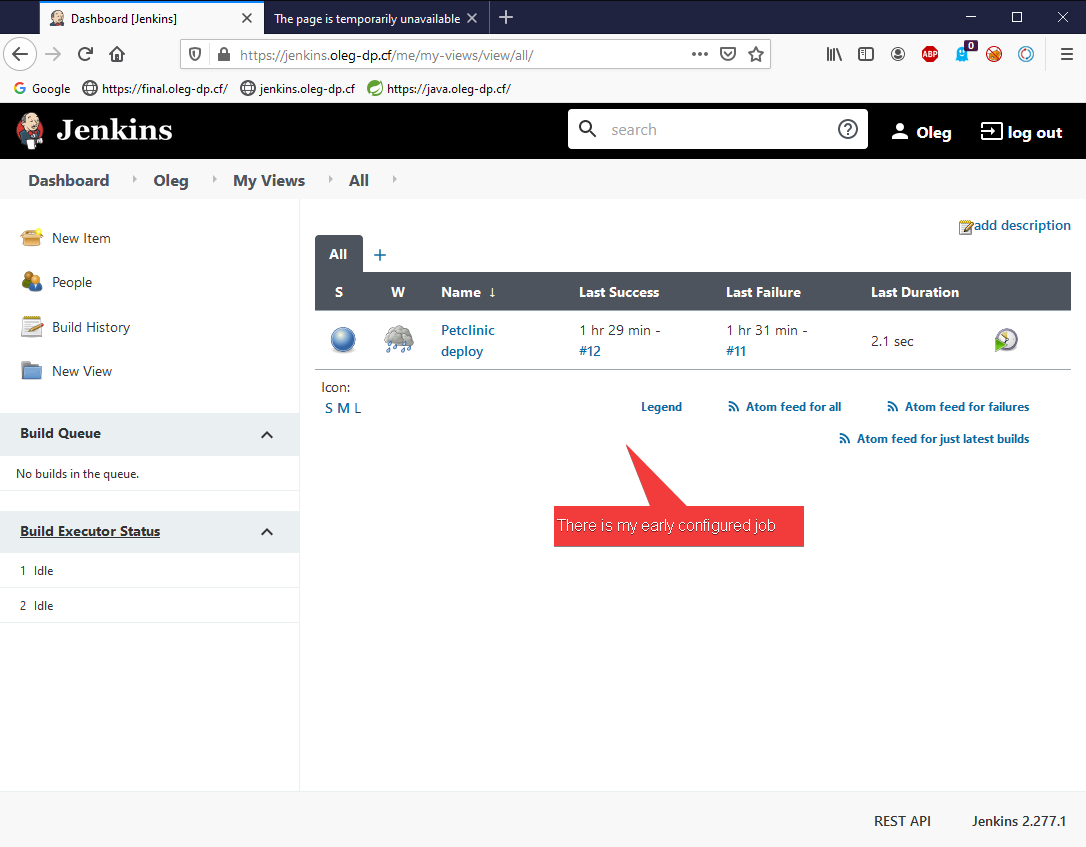 Dashboard [Jenkins]
The page is temporarily unavailable
https://jenkins.oleg-dp.cf/me/my-views/view/all/
ABP
0
Google
https://final.oleg-dp.cf/
jenkins.oleg-dp.cf
https://java.oleg-dp.cf/
Jenkins
search
Oleg
log out
Dashboard
Oleg
My Views
All
New Item
People
Build History
New View
Build Queue
No builds in the queue.
Build Executor Status
1 Idle
2 Idle
add description
All +
S W Name ↓ Last Success Last Failure Last Duration
Petclinic
deploy
1 hr 29 min -
#12
1 hr 31 min -
#11
2.1 sec
Icon:
S M L
Legend
Atom feed for all
Atom feed for failures
Atom feed for just latest builds
There is my early configured job
REST API
Jenkins 2.277.1